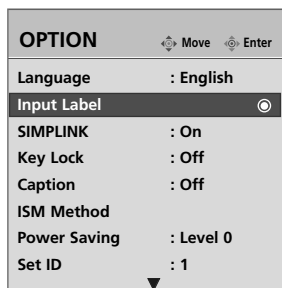 OPTION Move Enter
Language : English
Input Label
SIMPLINK : On
Key Lock : Off
Caption : Off
ISM Method
Power Saving : Level 0
Set ID : 1